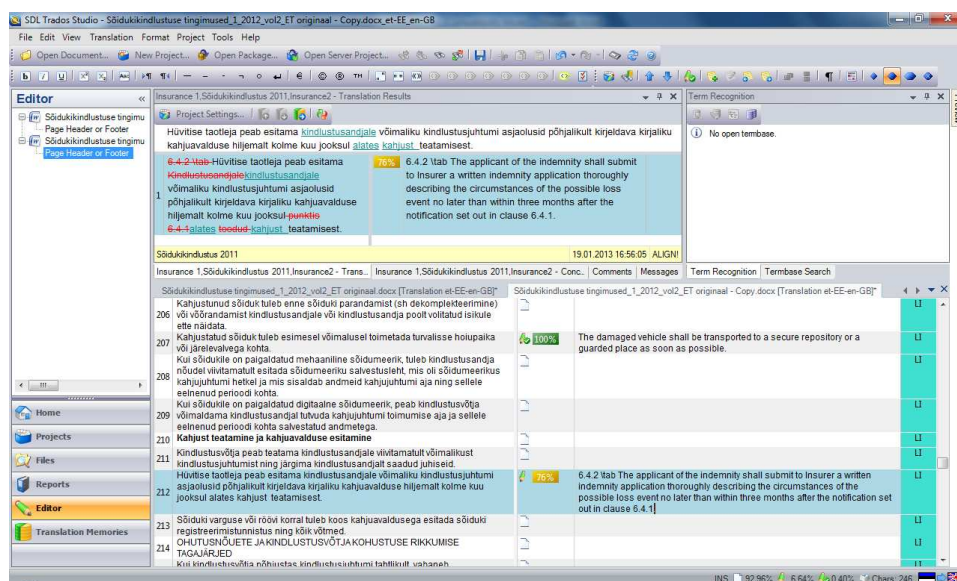 SDL Trados Studio - Sõidukikindlustuse tingimused_1_2012_vol2_ET originaal - Copy.docx_et-EE_en-GB
File Edit View Translation Format Project Tools Help
Open Document... New Project... Open Package... Open Server Project...
Editor
Sõidukikindlustuse tingimu
Page Header or Footer
Sõidukikindlustuse tingimu
Page Header or Footer
Home
Projects
Files
Reports
Editor
Translation Memories
Insurance 1,Sõidukikindlustus 2011,Insurance2 - Translation Results
Project Settings...
Hüvitise taotleja peab esitama kindlustusandjale võimaliku kindlustusjuhtumi asjaolusid põhjalikult kirjeldava kirjaliku
kahjuavalduse hiljemalt kolme kuu jooksul alates kahjust teatamisest.
1
6.4.2 \tab Hüvitise taotleja peab esitama
Kindlustusandjalekindlustusandjale
võimaliku kindlustusjuhtumi asjaolusid
põhjalikult kirjeldava kirjaliku kahjuavalduse
hiljemalt kolme kuu jooksul punktis
6.4.1alates toodud kahjust teatamisest.
76%
6.4.2 \tab The applicant of the indemnity shall submit
to Insurer a written indemnity application thoroughly
describing the circumstances of the possible loss
event no later than within three months after the
notification set out in clause 6.4.1.
Sõidukikindlustus 2011
19.01.2013 16:56:05 ALIGN!
Insurance 1,Sõidukikindlustus 2011,Insurance2 - Trans...
Insurance 1,Sõidukikindlustus 2011,Insurance2 - Conc..
Comments
Messages
Term Recognition
No open termbase.
Term Recognition
Termbase Search
Sõidukikindlustuse tingimused_1_2012_vol2_ET originaal.docx [Translation et-EE-en-GB]*
Sõidukikindlustuse tingimused_1_2012_vol2_ET originaal - Copy.docx [Translation et-EE-en-GB]*
206
Kahjustunud sõiduk tuleb enne sõiduki parandamist (sh dekomplekteerimine)
või võõrandamist kindlustusandjale või kindlustusandja poolt volitatud isikule
ette näidata.
LI
207
Kahjustatud sõiduk tuleb esimesel võimalusel toimetada turvalisse hoiupaika
või järelevalvega kohta.
100%
The damaged vehicle shall be transported to a secure repository or a
guarded place as soon as possible.
LI
208
Kui sõidukile on paigaldatud mehaaniline sõidumeerik, tuleb kindlustusandja
nõudel viivitamatult esitada sõidumeeriku salvestusleht, mis oli sõidumeerikus
kahjujuhtumi hetkel ja mis sisaldab andmeid kahjujuhtumi aja ning sellele
eelnenud perioodi kohta.
LI
209
Kui sõidukile on paigaldatud digitaalne sõidumeerik, peab kindlustusvõtja
võimaldama kindlustusandjal tutvuda kahjujuhtumi toimumise aja ja sellele
eelnenud perioodi kohta salvestatud andmetega.
LI
210
Kahjust teatamine ja kahjuavalduse esitamine
LI
211
Kindlustusvõtja peab teatama kindlustusandjale viivitamatult võimalikust
kindlustusjuhtumist ning järgima kindlustusandjalt saadud juhiseid.
LI
212
Hüvitise taotleja peab esitama kindlustusandjale võimaliku kindlustusjuhtumi
asjaolusid põhjalikult kirjeldava kirjaliku kahjuavalduse hiljemalt kolme kuu
jooksul alates kahjust teatamisest.
76%
6.4.2 \tab The applicant of the indemnity shall submit to Insurer a written
indemnity application thoroughly describing the circumstances of the
possible loss event no later than within three months after the notification set
out in clause 6.4.1
LI
213
Sõiduki varguse või röövi korral tuleb koos kahjuavaldusega esitada sõiduki
registreerimistunnistus ning kõik võtmed.
LI
214
OHUTUSNÕUETE JA KINDLUSTUSVÕTJA KOHUSTUSE RIKKUMISE
TAGAJÄRJED
LI
Kui kindlustusvõtja põhjustas kindlustusjuhtumi tahtlikult, vabaneb
INS 92,96% 6,64% 0,40% Chars: 246